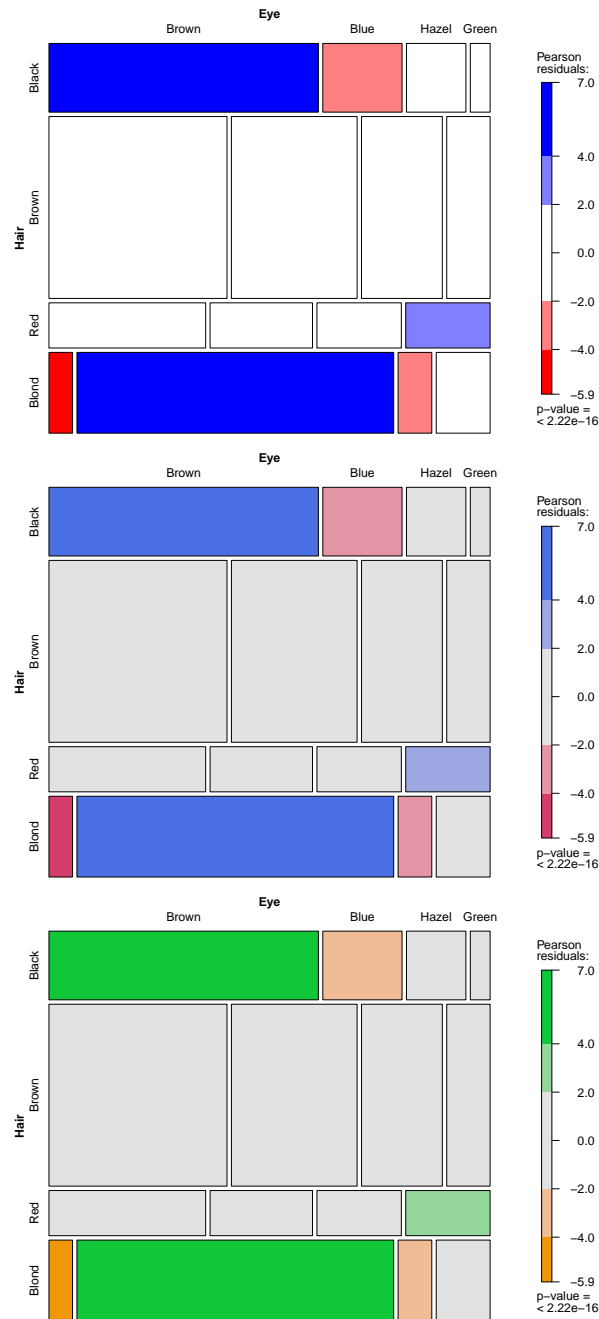 Eye
Brown Blue Hazel Green
Hair
Black
Brown
Red
Blond
Pearson
residuals:
7.0
4.0
2.0
0.0
−2.0
−4.0
−5.9
p−value =
< 2.22e−16
Eye
Brown Blue Hazel Green
Hair
Black
Brown
Red
Blond
Pearson
residuals:
7.0
4.0
2.0
0.0
−2.0
−4.0
−5.9
p−value =
< 2.22e−16
Eye
Brown Blue Hazel Green
Hair
Black
Brown
Red
Blond
Pearson
residuals:
7.0
4.0
2.0
0.0
−2.0
−4.0
−5.9
p−value =
< 2.22e−16